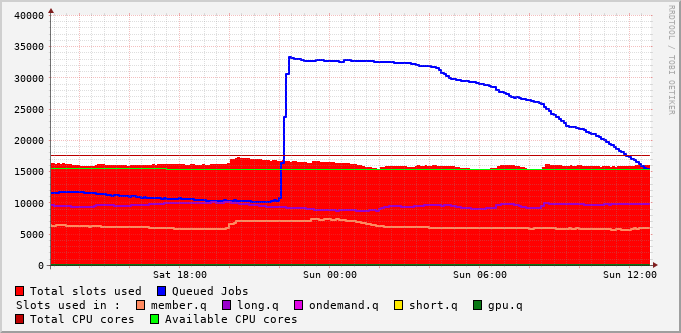 40000
35000
30000
25000
20000
15000
10000
5000
0
Sat 18:00 Sun 00:00 Sun 06:00 Sun 12:00
RRDTOOL / TOBI OETIKER
Total slots used Queued Jobs
Slots used in : member.q long.q ondemand.q short.q gpu.q
Total CPU cores Available CPU cores